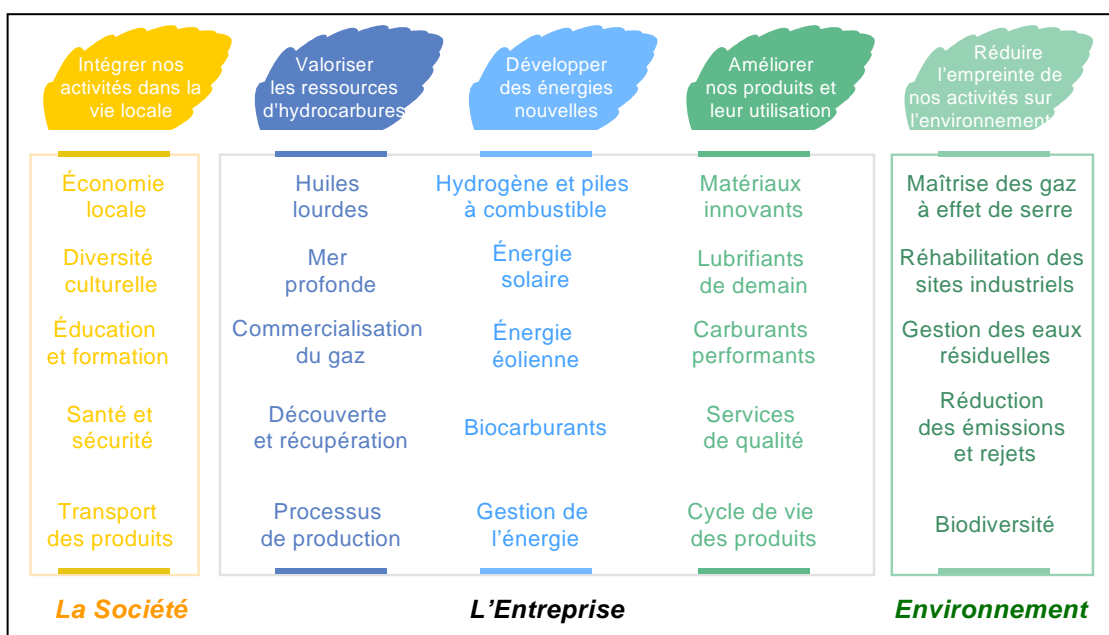 Intégrer nos
activités dans la
vie locale
Valoriser
les ressources
d’hydrocarbures
Développer
des énergies
nouvelles
Améliorer
nos produits et
leur utilisation
Réduire
l’empreinte de
nos activités sur
l’environnement
Économie
locale
Diversité
culturelle
Éducation
et formation
Santé et
sécurité
Transport
des produits
Huiles
lourdes
Mer
profonde
Commercialisation
du gaz
Découverte
et récupération
Processus
de production
Hydrogène et piles
à combustible
Énergie
solaire
Énergie
éolienne
Biocarburants
Gestion de
l’énergie
Matériaux
innovants
Lubrifiants
de demain
Carburants
performants
Services
de qualité
Cycle de vie
des produits
Maîtrise des gaz
à effet de serre
Réhabilitation des
sites industriels
Gestion des eaux
résiduelles
Réduction
des émissions
et rejets
Biodiversité
La Société
L’Entreprise
Environnement